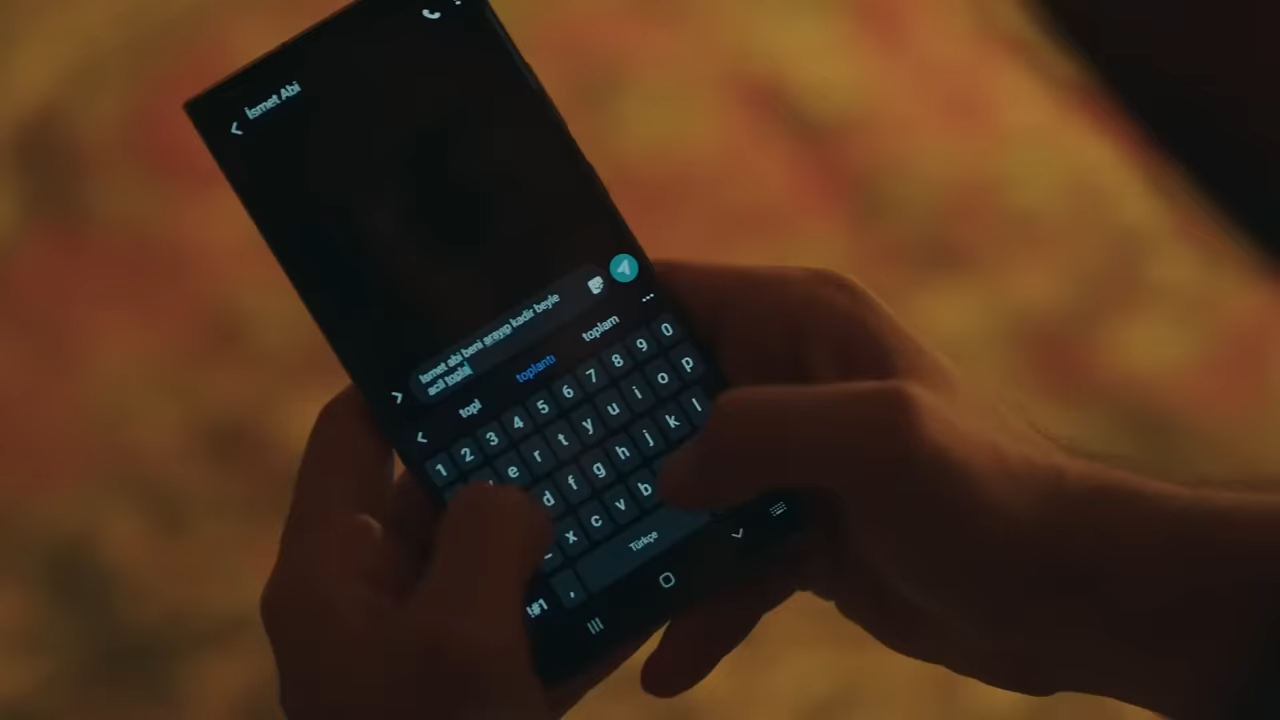 İsmet Abi
İsmet abi beni arayıp kadir beyle
acil topla
topl toplantı toplam
1 2 3 4 5 6 7 8 9 0
e r t y u i o p
d f g h j k l
x c v b
!#1 , Türkçe